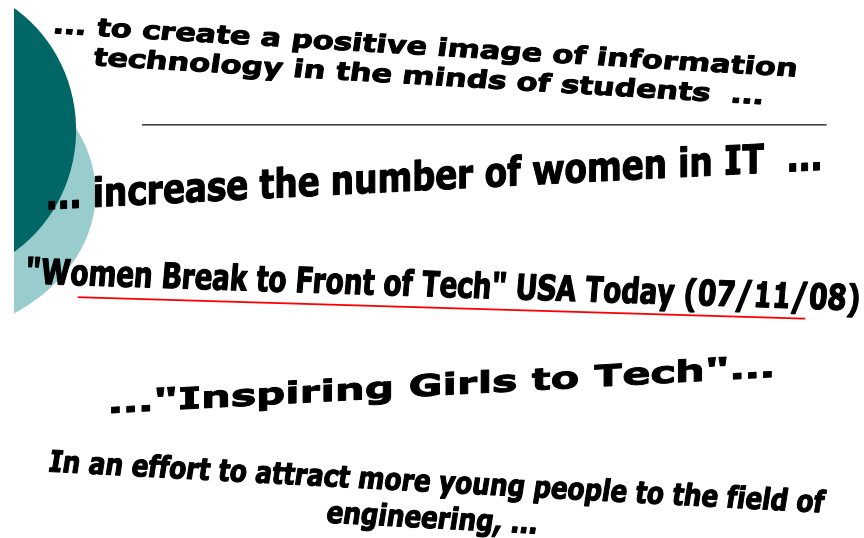 ... to create a positive image of information
technology in the minds of students ...
... increase the number of women in IT ...
"Women Break to Front of Tech" USA Today (07/11/08)
..."Inspiring Girls to Tech"...
In an effort to attract more young people to the field of
engineering, ...